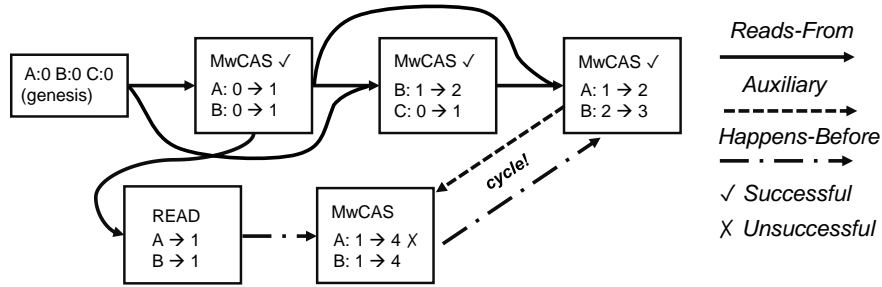 A:0 B:0 C:0
(genesis)
MwCAS ✓
A: 0 → 1
B: 0 → 1
MwCAS ✓
B: 1 → 2
C: 0 → 1
MwCAS ✓
A: 1 → 2
B: 2 → 3
READ
A → 1
B → 1
MwCAS
A: 1 → 4 ✗
B: 1 → 4
cycle!
Reads-From
Auxiliary
Happens-Before
✓ Successful
✗ Unsuccessful